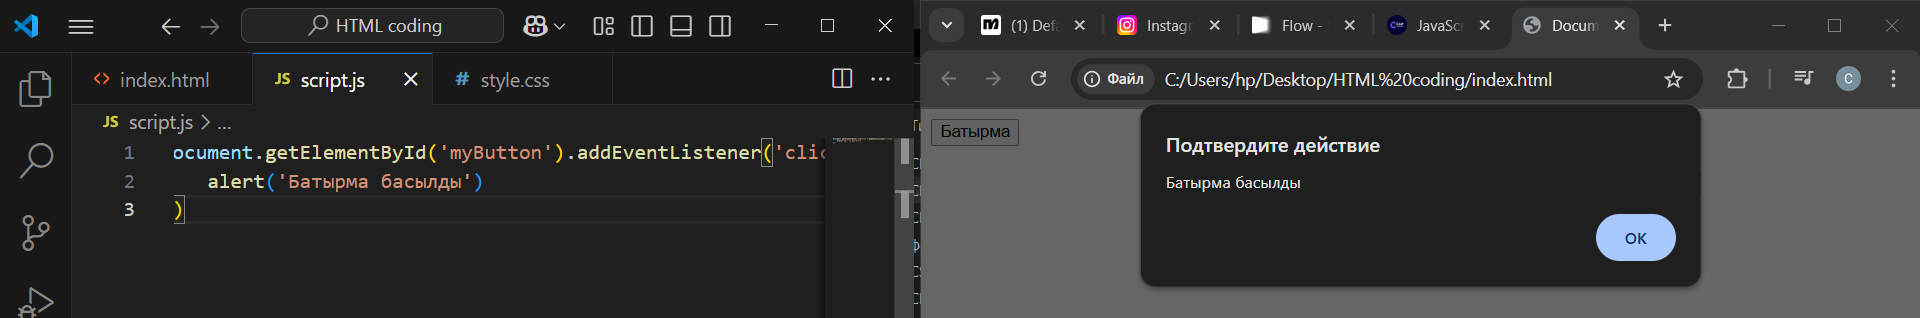 HTML coding
index.html
JS script.js
# style.css
JS script.js > ...
1 ocument.getElementById('myButton').addEventListener('clic
2 alert('Батырма басылды')
3 )
(1) Defa
Instagr
Flow -
JavaScr
Docum
Файл C:/Users/hp/Desktop/HTML%20coding/index.html
C
Батырма
Подтвердите действие
Батырма басылды
ОК